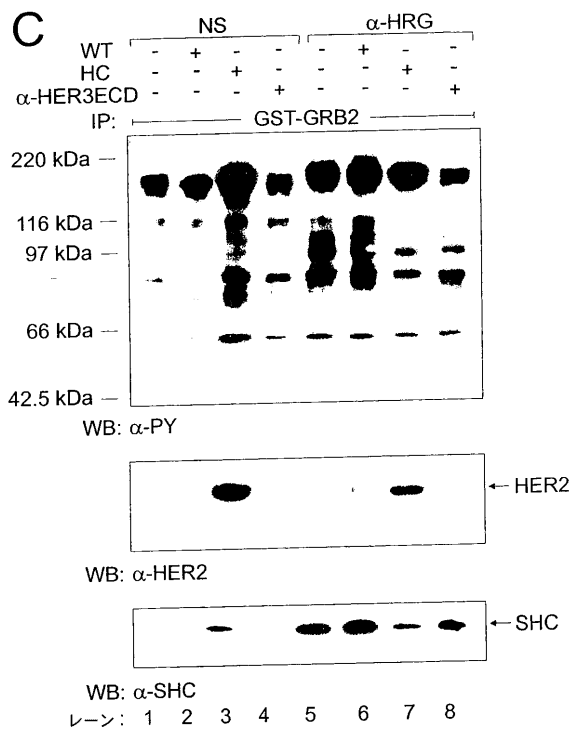 C
NS α-HRG
WT - + - - - + - -
HC - - + - - - + -
α-HER3ECD - - - + - - - +
IP: GST-GRB2
220 kDa
116 kDa
97 kDa
66 kDa
42.5 kDa
WB: α-PY
HER2
WB: α-HER2
SHC
WB: α-SHC
レーン: 1 2 3 4 5 6 7 8